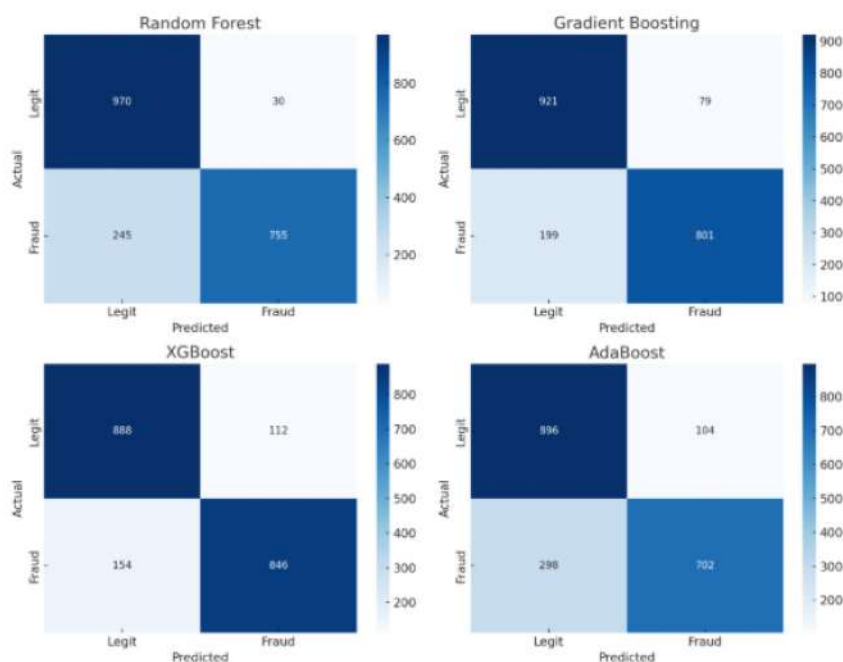 Random Forest
Legit
970
30
800
600
Actual
400
Fraud
245
755
200
Legit
Fraud
Predicted
Gradient Boosting
900
Legit
921
79
800
700
600
Actual
500
400
Fraud
199
801
300
200
100
Legit
Fraud
Predicted
XGBoost
Legit
888
112
800
700
600
Actual
500
400
Fraud
154
846
300
200
Legit
Fraud
Predicted
AdaBoost
Legit
896
104
800
700
600
Actual
500
400
Fraud
298
702
300
200
Legit
Fraud
Predicted